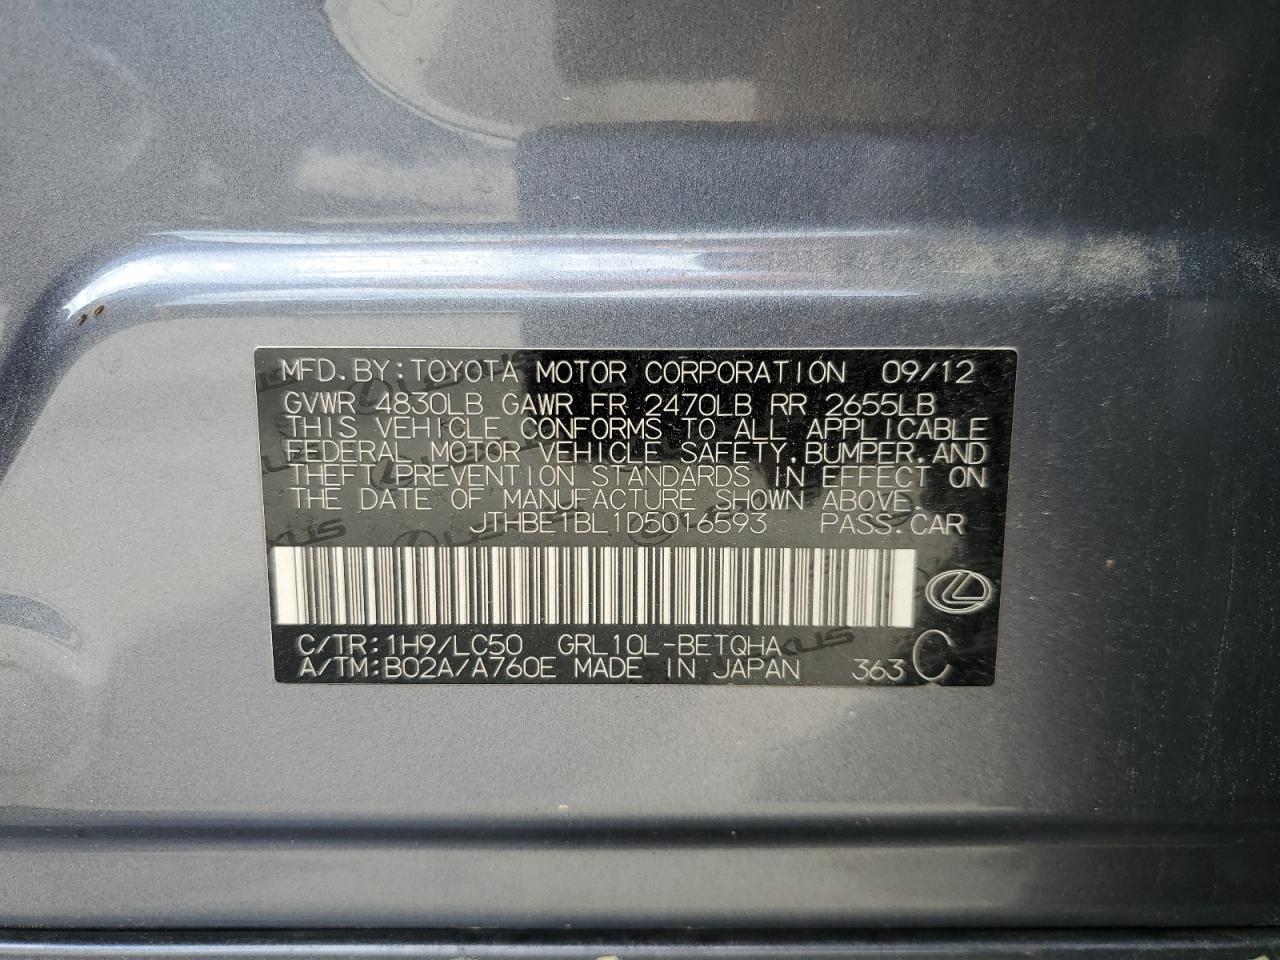 MFD.BY:TOYOTA MOTOR CORPORATION 09/12
GVWR 4830LB GAWR FR 2470LB RR 2655LB
THIS VEHICLE CONFORMS TO ALL APPLICABLE
FEDERAL MOTOR VEHICLE SAFETY,BUMPER,AND
THEFT PREVENTION STANDARDS IN EFFECT ON
THE DATE OF MANUFACTURE SHOWN ABOVE.
JTHBE1BL1D5016593 PASS.CAR
C/TR:1H9/LC50 GRL10L-BETQHA
A/TM:B02A/A760E MADE IN JAPAN 363 C